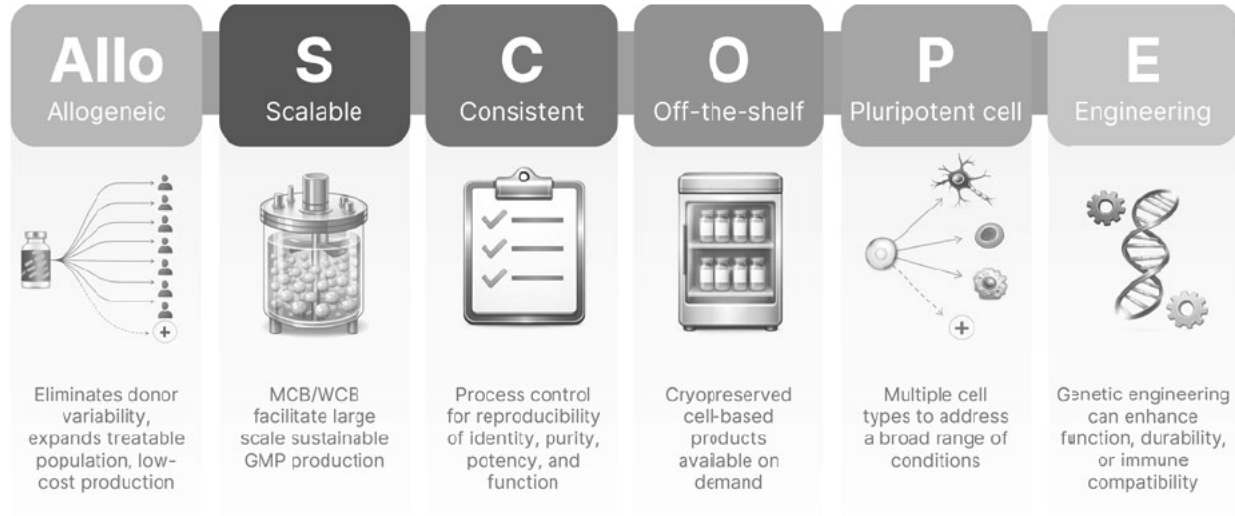 Allo
Allogeneic
S
Scalable
C
Consistent
O
Off-the-shelf
P
Pluripotent cell
E
Engineering
Eliminates donor
variability,
expands treatable
population, low-
cost production
MCB/WCB
facilitate large
scale sustainable
GMP production
Process control
for reproducibility
of identity, purity,
potency, and
function
Cryopreserved
cell-based
products
available on
demand
Multiple cell
types to address
a broad range of
conditions
Genetic engineering
can enhance
function, durability,
or immune
compatibility